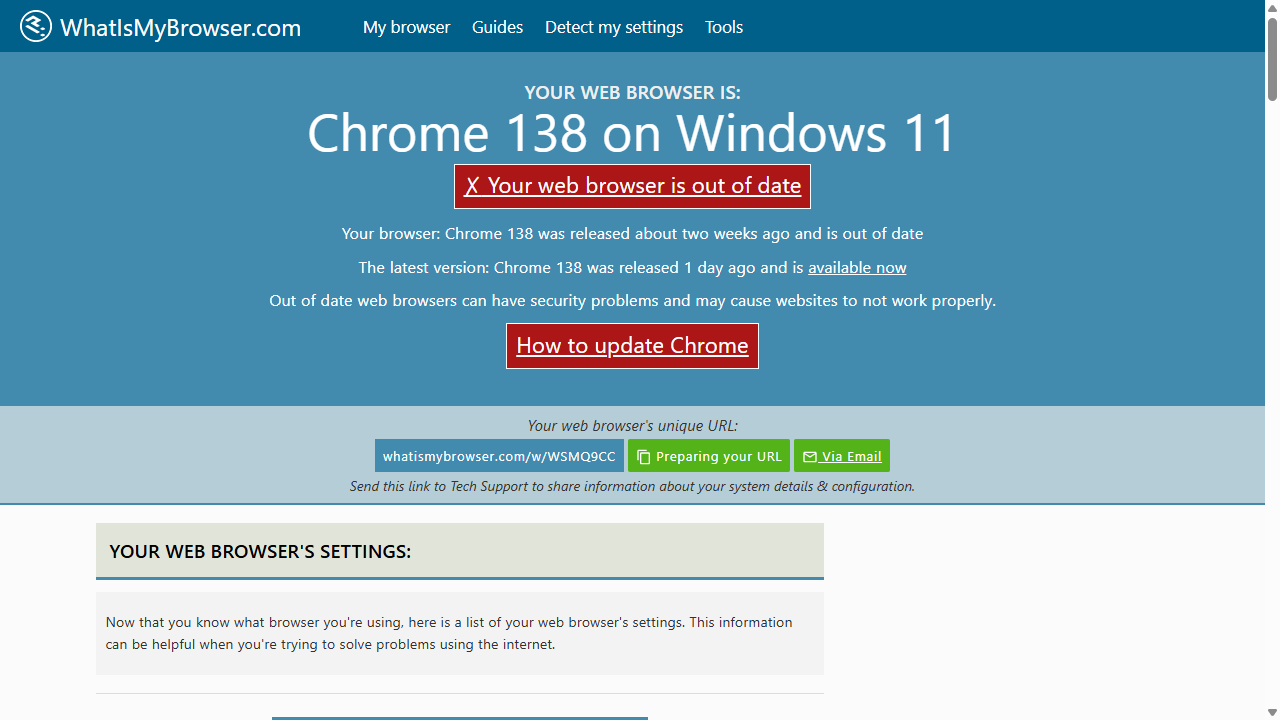 WhatIsMyBrowser.com My browser Guides Detect my settings Tools
YOUR WEB BROWSER IS:
Chrome 138 on Windows 11
✗ Your web browser is out of date
Your browser: Chrome 138 was released about two weeks ago and is out of date
The latest version: Chrome 138 was released 1 day ago and is available now
Out of date web browsers can have security problems and may cause websites to not work properly.
How to update Chrome
Your web browser's unique URL:
whatismybrowser.com/w/WSMQ9CC Preparing your URL Via Email
Send this link to Tech Support to share information about your system details & configuration.
YOUR WEB BROWSER'S SETTINGS:
Now that you know what browser you're using, here is a list of your web browser's settings. This information
can be helpful when you're trying to solve problems using the internet.